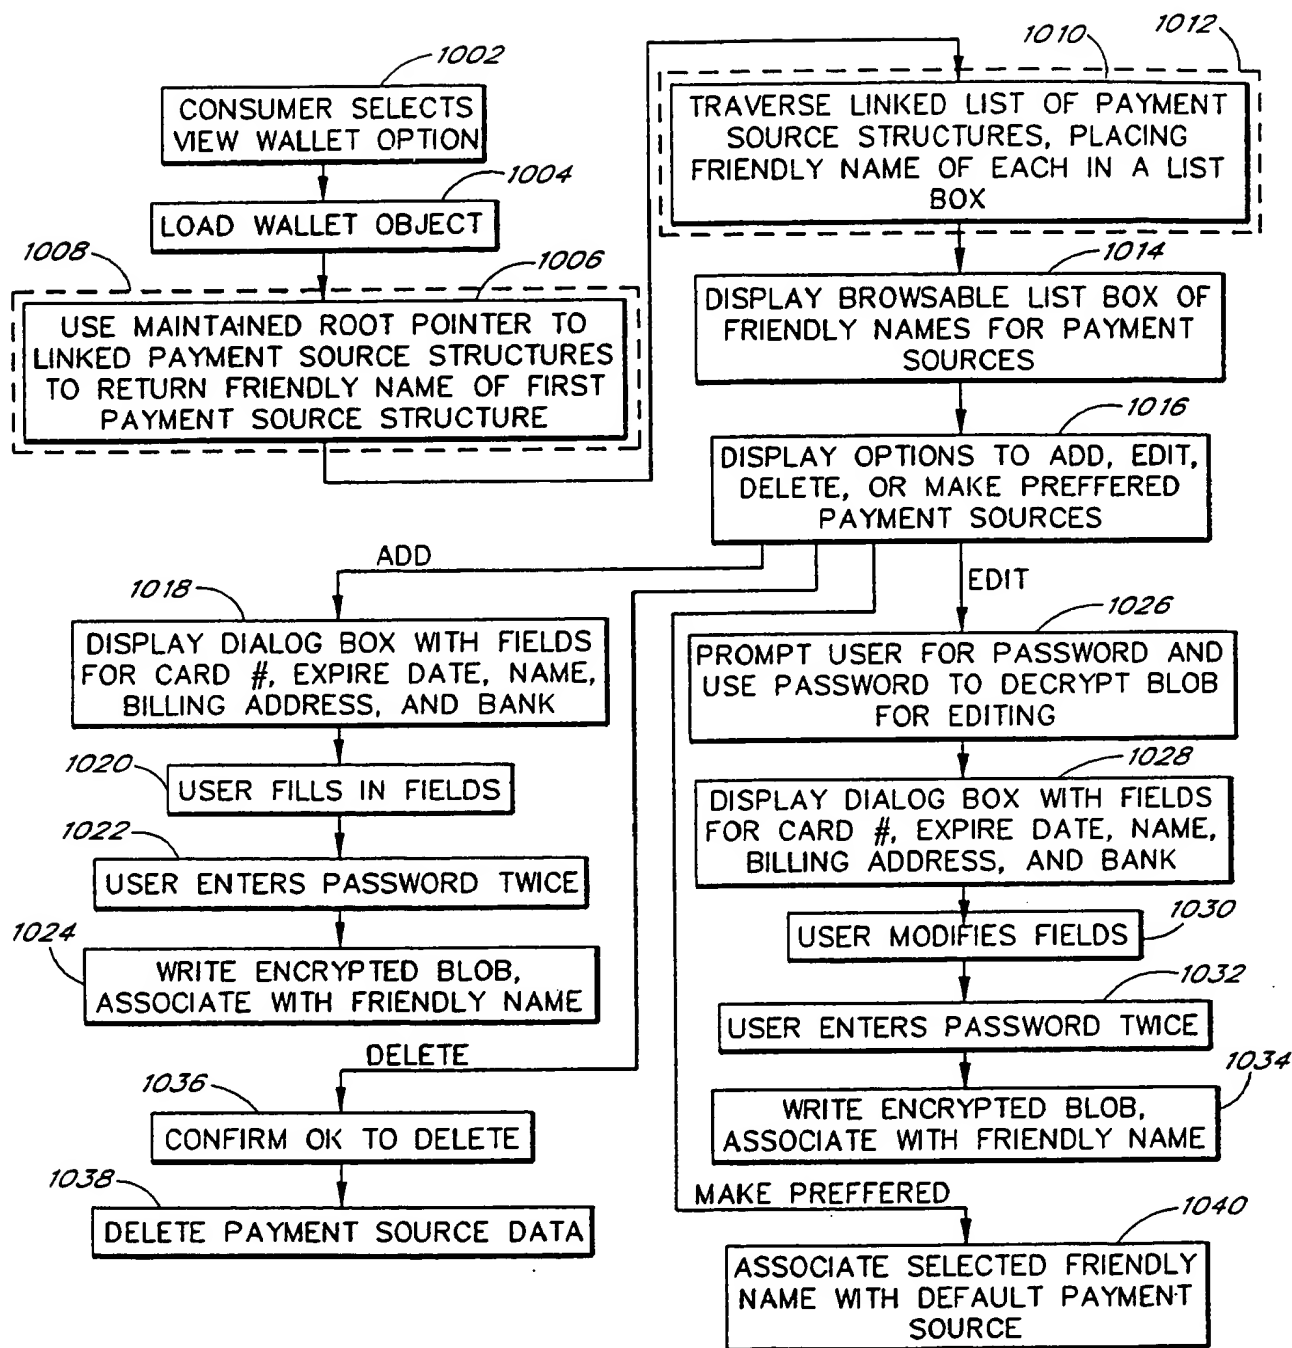 1002
CONSUMER SELECTS
VIEW WALLET OPTION
1004
LOAD WALLET OBJECT
1008
1006
USE MAINTAINED ROOT POINTER TO
LINKED PAYMENT SOURCE STRUCTURES
TO RETURN FRIENDLY NAME OF FIRST
PAYMENT SOURCE STRUCTURE
1010
1012
TRAVERSE LINKED LIST OF PAYMENT
SOURCE STRUCTURES, PLACING
FRIENDLY NAME OF EACH IN A LIST
BOX
1014
DISPLAY BROWSABLE LIST BOX OF
FRIENDLY NAMES FOR PAYMENT
SOURCES
1016
DISPLAY OPTIONS TO ADD, EDIT,
DELETE, OR MAKE PREFFERED
PAYMENT SOURCES
ADD
1018
DISPLAY DIALOG BOX WITH FIELDS
FOR CARD #, EXPIRE DATE, NAME,
BILLING ADDRESS, AND BANK
1020
USER FILLS IN FIELDS
1022
USER ENTERS PASSWORD TWICE
1024
WRITE ENCRYPTED BLOB,
ASSOCIATE WITH FRIENDLY NAME
EDIT
1026
PROMPT USER FOR PASSWORD AND
USE PASSWORD TO DECRYPT BLOB
FOR EDITING
1028
DISPLAY DIALOG BOX WITH FIELDS
FOR CARD #, EXPIRE DATE, NAME,
BILLING ADDRESS, AND BANK
1030
USER MODIFIES FIELDS
1032
USER ENTERS PASSWORD TWICE
1034
WRITE ENCRYPTED BLOB,
ASSOCIATE WITH FRIENDLY NAME
DELETE
1036
CONFIRM OK TO DELETE
1038
DELETE PAYMENT SOURCE DATA
MAKE PREFFERED
1040
ASSOCIATE SELECTED FRIENDLY
NAME WITH DEFAULT PAYMENT
SOURCE